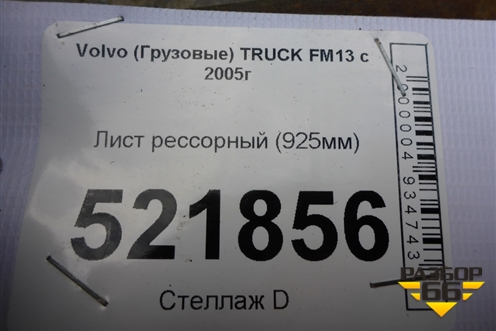 Volvo (Грузовые) TRUCK FM13 с
2005г
Лист рессорный (925мм)
521856
Стеллаж D
2000004934743
РАЗБОР
66